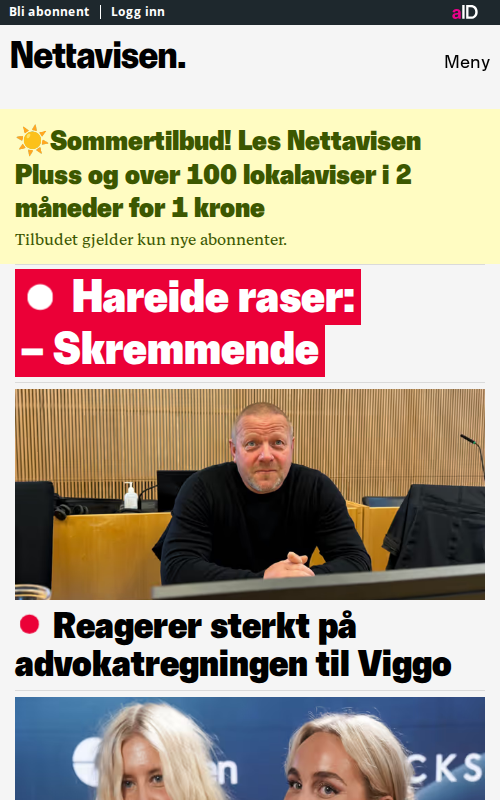 Bli abonnent Logg inn
aID
Nettavisen.
Meny
☀️Sommertilbud! Les Nettavisen
Pluss og over 100 lokalaviser i 2
måneder for 1 krone
Tilbudet gjelder kun nye abonnenter.
Hareide raser:
– Skremmende
Reagerer sterkt på
advokatregningen til Viggo
en
CKS